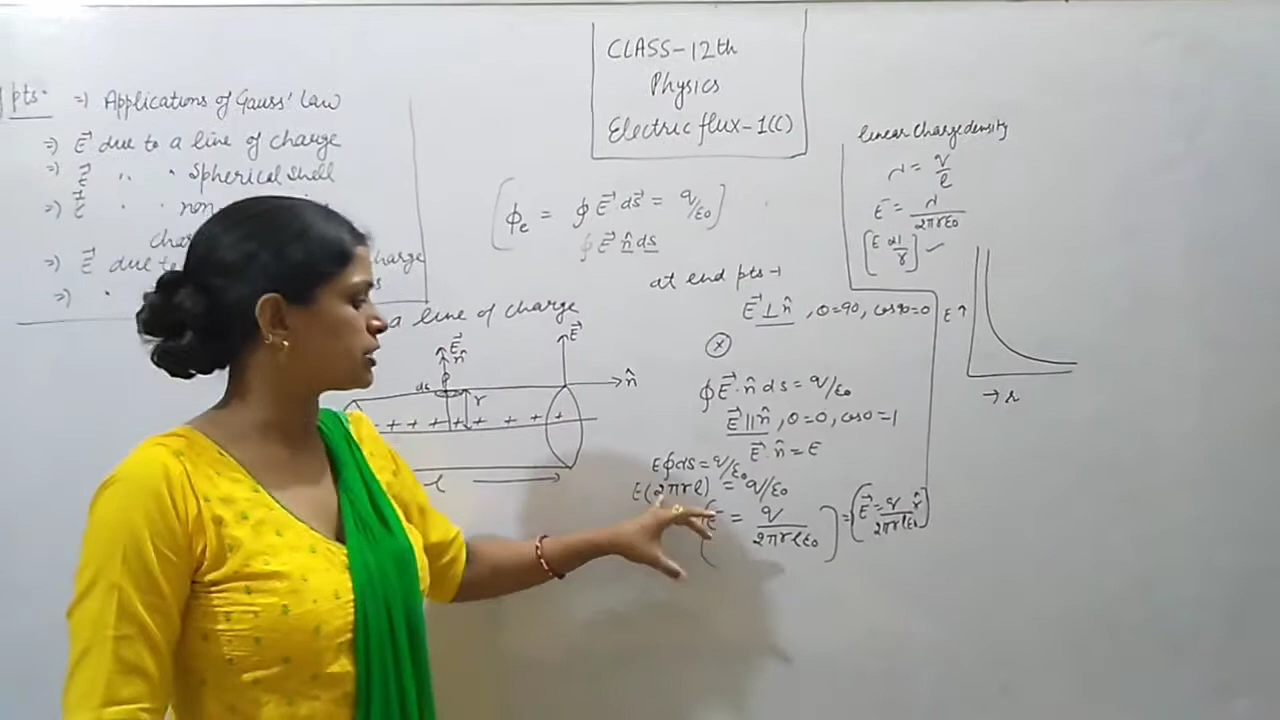 CLASS-12th
Physics
Electric flux-1(C)
pts.
=) Applications of Gauss' Law
=) E⃗ due to a line of charge
=) E⃗ " " Spherical shell
=) E⃗ " " non
=) E⃗ due to charge
=)
ϕe = ∮ E⃗ ds⃗ = q/ε0
∮ E⃗ n̂ ds
a line of charge
E⃗
n̂
E⃗
n̂
ds
r
+ + + + + + +
l
at end pts →
E⃗ ⊥ n̂ , θ=90, cos90=0
(×)
∮ E⃗. n̂ ds = q/ε0
E⃗ || n̂ , θ=0, cos0=1
E⃗. n̂ = E
E∮ds = q/ε0
E(2πrl) = q/ε0
E = q/2πrlε0 = (E⃗ = q/2πrlε0 r̂)
linear charge density
λ = q/l
E = λ/2πrε0
[E α 1/r] ✓
E ↑
→ r